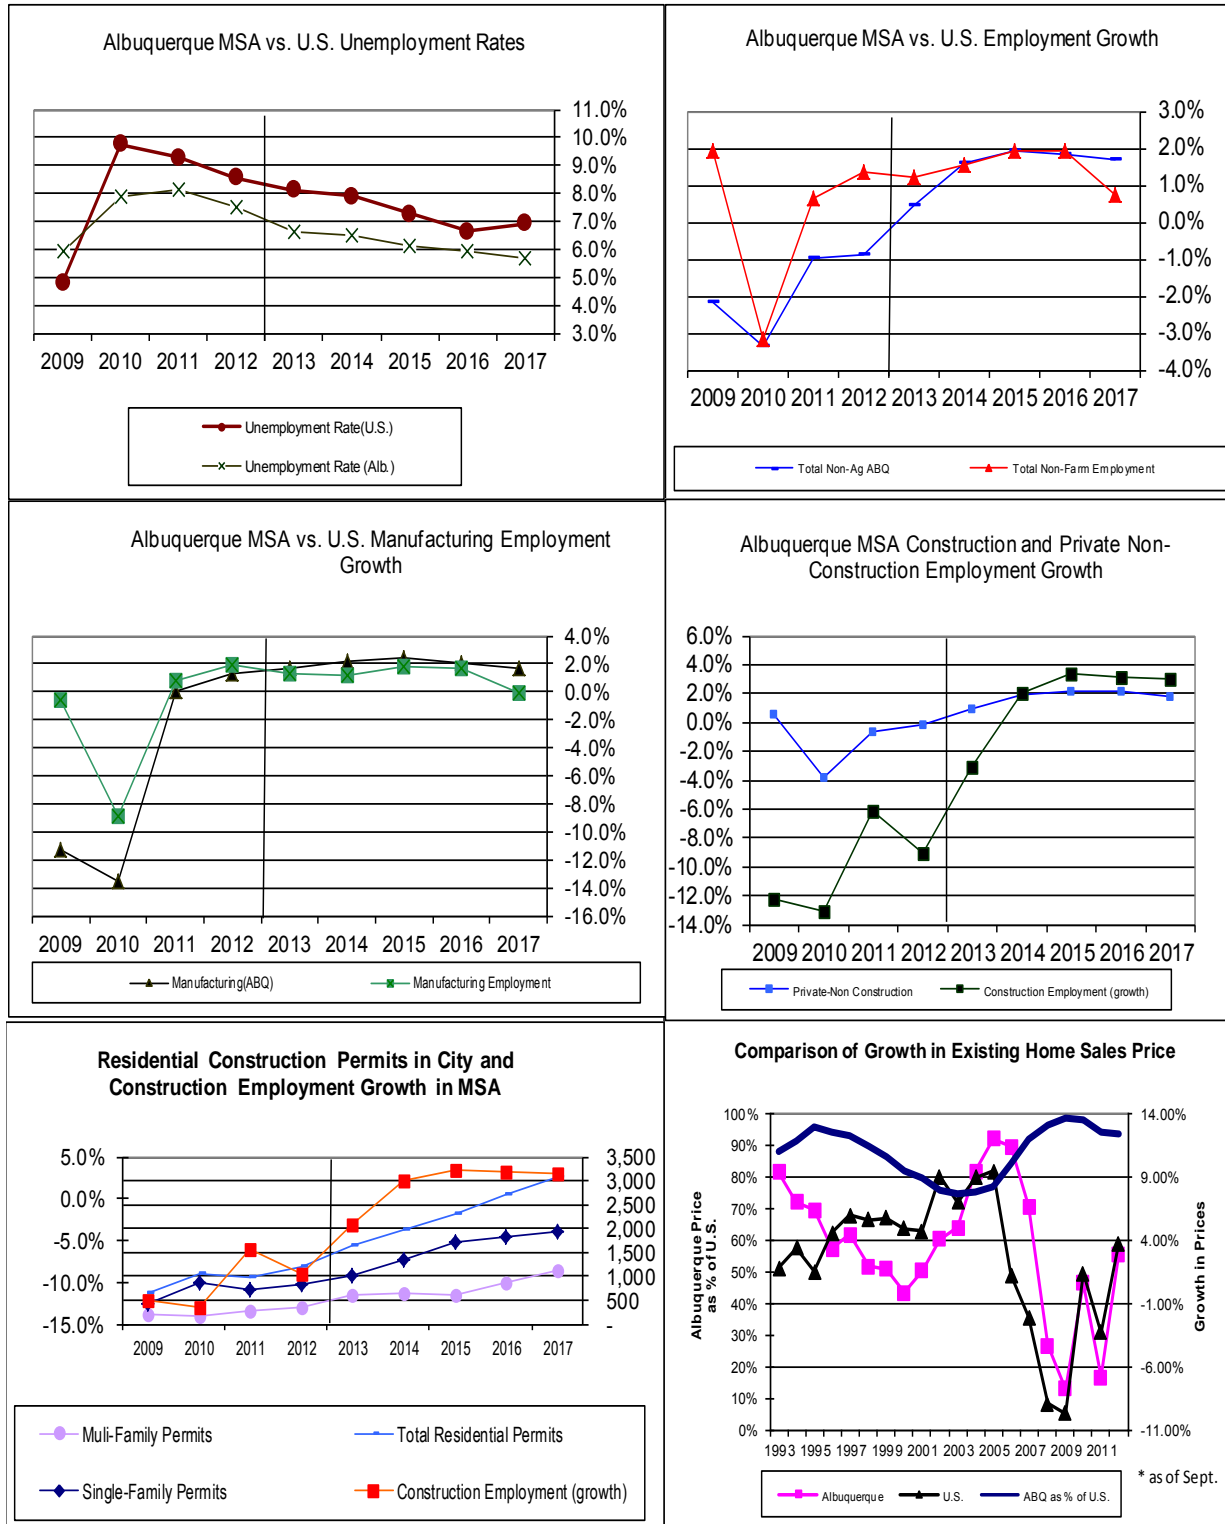 Albuquerque MSA vs. U.S. Unemployment Rates
11.0%
10.0%
9.0%
8.0%
7.0%
6.0%
5.0%
4.0%
3.0%
2009 2010 2011 2012 2013 2014 2015 2016 2017
Unemployment Rate(U.S.)
Unemployment Rate (Alb.)
Albuquerque MSA vs. U.S. Employment Growth
3.0%
2.0%
1.0%
0.0%
-1.0%
-2.0%
-3.0%
-4.0%
2009 2010 2011 2012 2013 2014 2015 2016 2017
Total Non-Ag ABQ Total Non-Farm Employment
Albuquerque MSA vs. U.S. Manufacturing Employment
Growth
4.0%
2.0%
0.0%
-2.0%
-4.0%
-6.0%
-8.0%
-10.0%
-12.0%
-14.0%
-16.0%
2009 2010 2011 2012 2013 2014 2015 2016 2017
Manufacturing(ABQ) Manufacturing Employment
Albuquerque MSA Construction and Private Non-
Construction Employment Growth
6.0%
4.0%
2.0%
0.0%
-2.0%
-4.0%
-6.0%
-8.0%
-10.0%
-12.0%
-14.0%
2009 2010 2011 2012 2013 2014 2015 2016 2017
Private-Non Construction Construction Employment (growth)
Residential Construction Permits in City and
Construction Employment Growth in MSA
5.0%
0.0%
-5.0%
-10.0%
-15.0%
3,500
3,000
2,500
2,000
1,500
1,000
500
-
2009 2010 2011 2012 2013 2014 2015 2016 2017
Muli-Family Permits Total Residential Permits
Single-Family Permits Construction Employment (growth)
Comparison of Growth in Existing Home Sales Price
Albuquerque Price
as % of U.S.
100%
90%
80%
70%
60%
50%
40%
30%
20%
10%
0%
14.00%
9.00%
4.00%
-1.00%
-6.00%
-11.00%
Growth in Prices
1993 1995 1997 1999 2001 2003 2005 2007 2009 2011
* as of Sept.
Albuquerque U.S. ABQ as % of U.S.